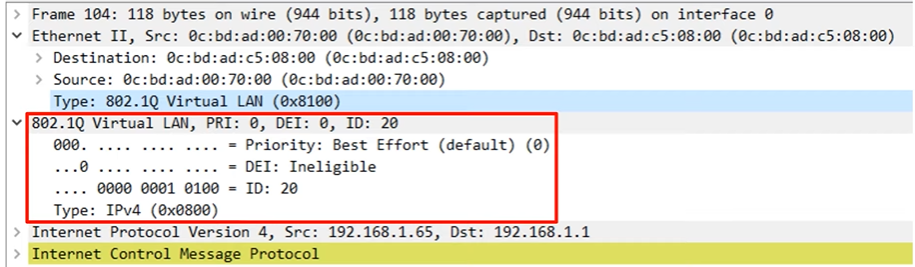 Frame 104: 118 bytes on wire (944 bits), 118 bytes captured (944 bits) on interface 0
Ethernet II, Src: 0c:bd:ad:00:70:00 (0c:bd:ad:00:70:00), Dst: 0c:bd:ad:c5:08:00 (0c:bd:ad:c5:08:00)
Destination: 0c:bd:ad:c5:08:00 (0c:bd:ad:c5:08:00)
Source: 0c:bd:ad:00:70:00 (0c:bd:ad:00:70:00)
Type: 802.1Q Virtual LAN (0x8100)
802.1Q Virtual LAN, PRI: 0, DEI: 0, ID: 20
000. .... .... .... = Priority: Best Effort (default) (0)
...0 .... .... .... = DEI: Ineligible
.... 0000 0001 0100 = ID: 20
Type: IPv4 (0x0800)
Internet Protocol Version 4, Src: 192.168.1.65, Dst: 192.168.1.1
Internet Control Message Protocol